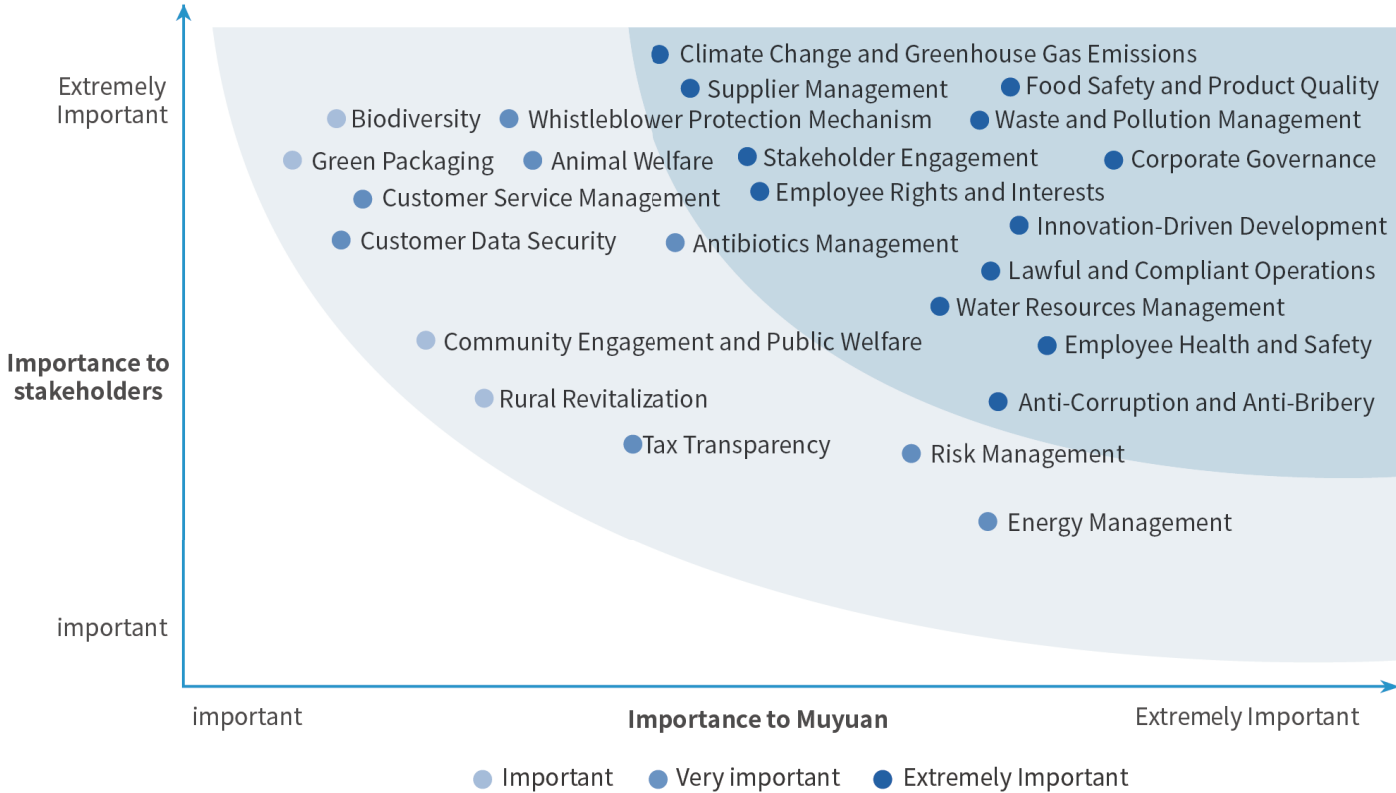 Climate Change and Greenhouse Gas Emissions
Extremely
Important
Supplier Management
Food Safety and Product Quality
Biodiversity
Whistleblower Protection Mechanism
Waste and Pollution Management
Green Packaging
Animal Welfare
Stakeholder Engagement
Corporate Governance
Customer Service Management
Employee Rights and Interests
Innovation-Driven Development
Customer Data Security
Antibiotics Management
Lawful and Compliant Operations
Water Resources Management
Community Engagement and Public Welfare
Employee Health and Safety
Importance to
stakeholders
Rural Revitalization
Anti-Corruption and Anti-Bribery
Tax Transparency
Risk Management
Energy Management
important
important
Importance to Muyuan
Extremely Important
Important
Very important
Extremely Important